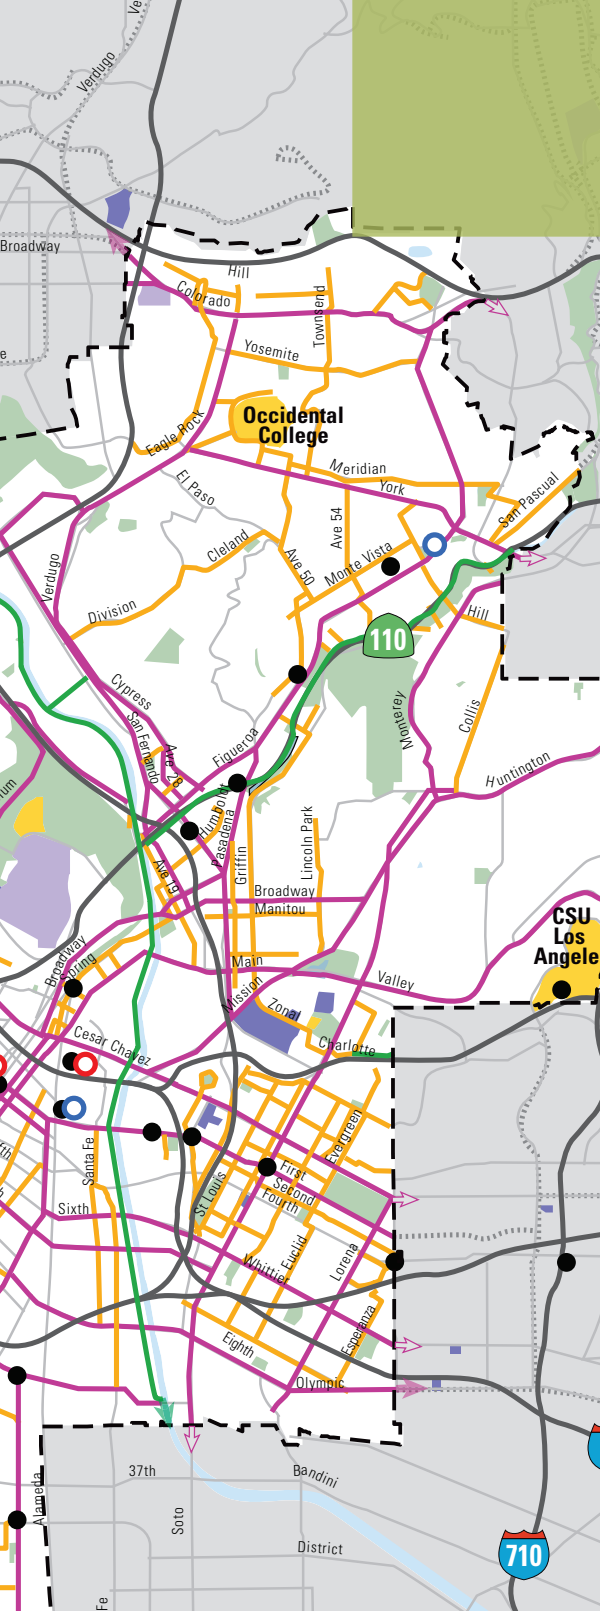 Ve
Verdugo
Broadway
Hill
Colorado
Townsend
Yosemite
e
Occidental
College
Eagle Rock
Meridian
York
El Paso
San Pascual
Ave 54
Cleland
Ave 50
Monte Vista
Verdugo
Division
Hill
110
Cypress
San Fernando
Ave 28
Figueroa
Monterey
Collis
Huntington
um
Humboldt
Pasadena
Griffin
Lincoln Park
Ave 19
Broadway
Manitou
CSU
Los
Angele
Broadway
Spring
Main
Mission
Valley
Zonal
Cesar Chavez
Charlotte
Evergreen
fth
h
Santa Fe
First
Second
Fourth
St Louis
Sixth
Euclid
Lorena
Whittier
Esperanza
Eighth
Olympic
37th
Bandini
Alameda
Soto
District
710
Fe